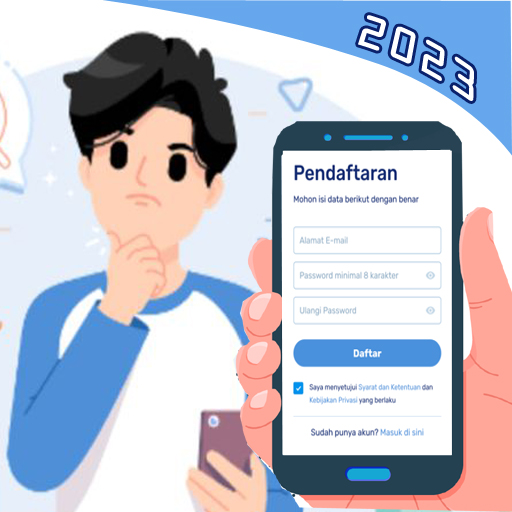 2023
Pendaftaran
Mohon isi data berikut dengan benar
Alamat E-mail
Password minimal 8 karakter
Ulangi Password
Daftar
Saya menyetujui Syarat dan Ketentuan dan
Kebijakan Privasi yang berlaku
Sudah punya akun? Masuk di sini